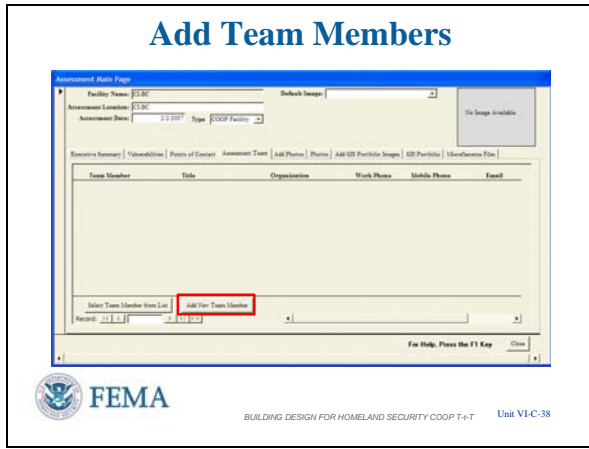 Add Team Members
Assessment Main Page
Facility Name: CI-BC
Default Image:
Assessment Location: CI-BC
Assessment Date: 2/2/2007 Type COOP Facility
No Image Available
Executive Summary Vulnerabilities Points of Contact Assessment Team Add Photos Photos Add GIS Portfolio Images GIS Portfolio Miscellaneous Files
Team Member Title Organization Work Phone Mobile Phone Email
Select Team Member from List Add New Team Member
Record:
For Help, Press the F1 Key Close
FEMA
BUILDING DESIGN FOR HOMELAND SECURITY COOP T-t-T
Unit VI-C-38